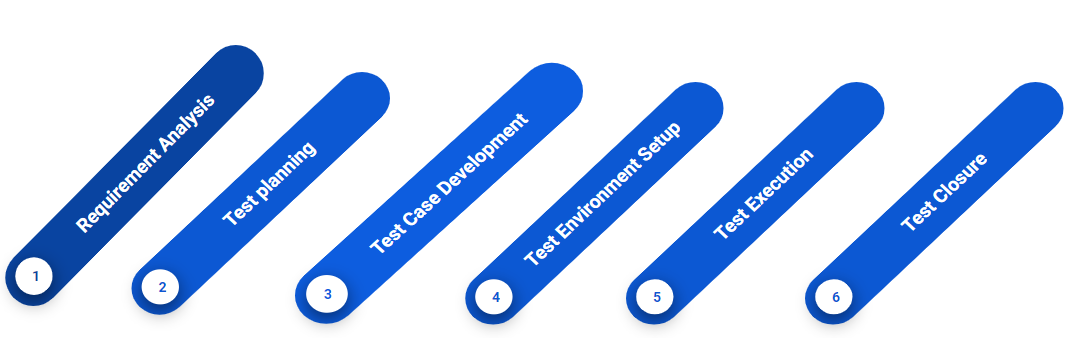 Requirement Analysis
1
Test planning
2
Test Case Development
3
Test Environment Setup
4
Test Execution
5
Test Closure
6